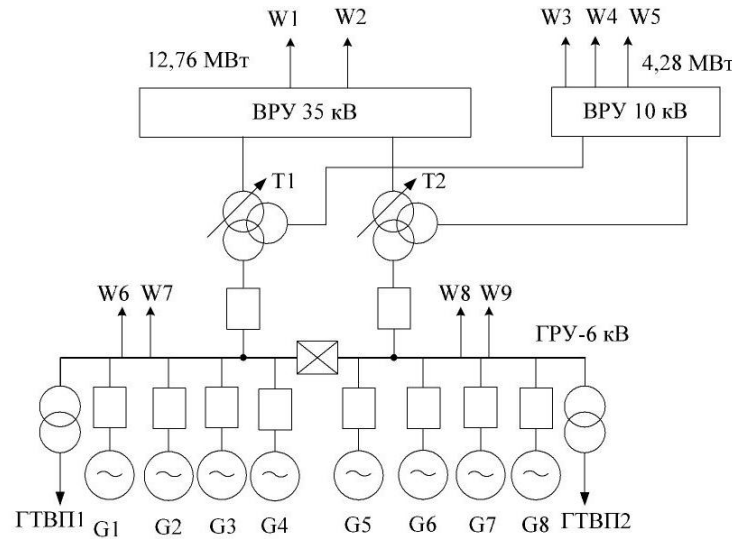 W1 W2
12,76 МВт
W3 W4 W5
4,28 МВт
ВРУ 35 кВ
ВРУ 10 кВ
T1
T2
W6 W7
W8 W9
ГРУ-6 кВ
ГТВП1
G1 G2 G3 G4 G5 G6 G7 G8
ГТВП2